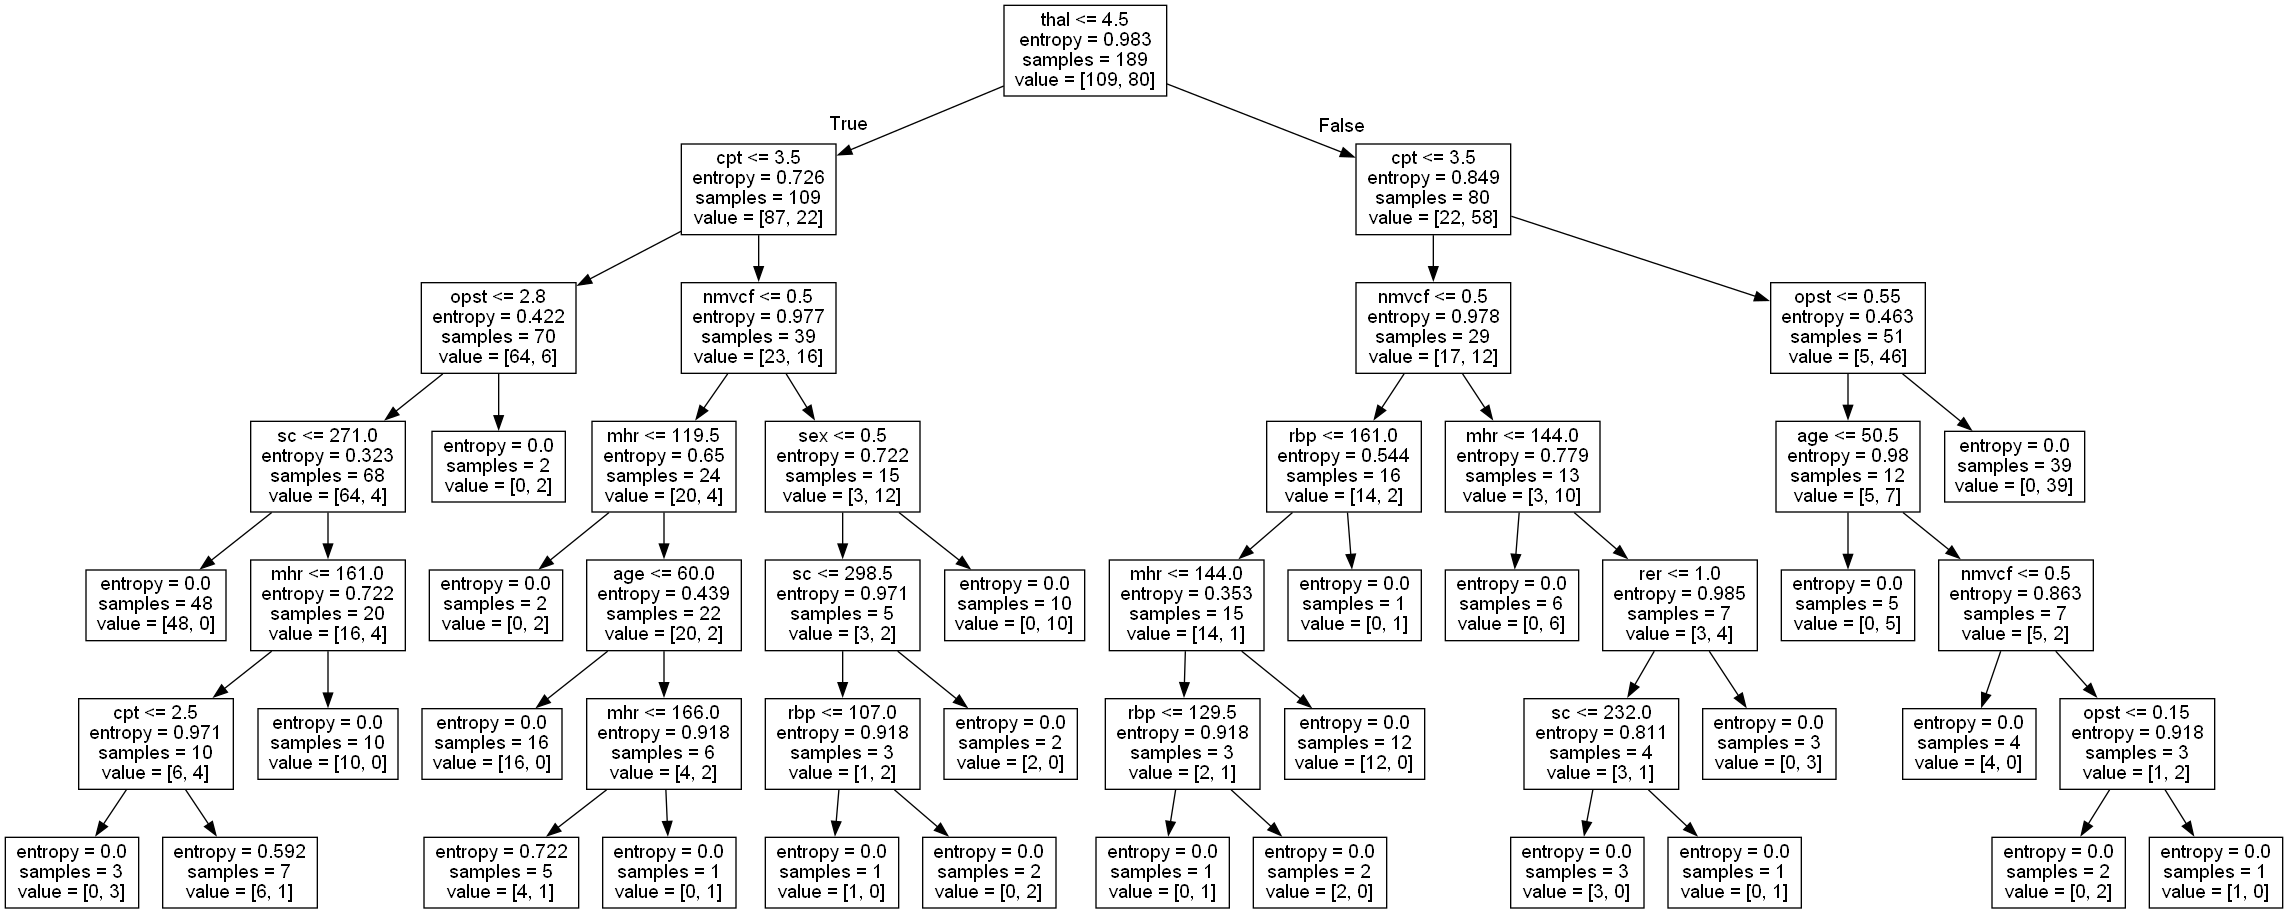 thal <= 4.5
entropy = 0.983
samples = 189
value = [109, 80]
True
False
cpt <= 3.5
entropy = 0.726
samples = 109
value = [87, 22]
cpt <= 3.5
entropy = 0.849
samples = 80
value = [22, 58]
opst <= 2.8
entropy = 0.422
samples = 70
value = [64, 6]
nmvcf <= 0.5
entropy = 0.977
samples = 39
value = [23, 16]
nmvcf <= 0.5
entropy = 0.978
samples = 29
value = [17, 12]
opst <= 0.55
entropy = 0.463
samples = 51
value = [5, 46]
sc <= 271.0
entropy = 0.323
samples = 68
value = [64, 4]
entropy = 0.0
samples = 2
value = [0, 2]
mhr <= 119.5
entropy = 0.65
samples = 24
value = [20, 4]
sex <= 0.5
entropy = 0.722
samples = 15
value = [3, 12]
rbp <= 161.0
entropy = 0.544
samples = 16
value = [14, 2]
mhr <= 144.0
entropy = 0.779
samples = 13
value = [3, 10]
age <= 50.5
entropy = 0.98
samples = 12
value = [5, 7]
entropy = 0.0
samples = 39
value = [0, 39]
entropy = 0.0
samples = 48
value = [48, 0]
mhr <= 161.0
entropy = 0.722
samples = 20
value = [16, 4]
entropy = 0.0
samples = 2
value = [0, 2]
age <= 60.0
entropy = 0.439
samples = 22
value = [20, 2]
sc <= 298.5
entropy = 0.971
samples = 5
value = [3, 2]
entropy = 0.0
samples = 10
value = [0, 10]
mhr <= 144.0
entropy = 0.353
samples = 15
value = [14, 1]
entropy = 0.0
samples = 1
value = [0, 1]
entropy = 0.0
samples = 6
value = [0, 6]
rer <= 1.0
entropy = 0.985
samples = 7
value = [3, 4]
entropy = 0.0
samples = 5
value = [0, 5]
nmvcf <= 0.5
entropy = 0.863
samples = 7
value = [5, 2]
cpt <= 2.5
entropy = 0.971
samples = 10
value = [6, 4]
entropy = 0.0
samples = 10
value = [10, 0]
entropy = 0.0
samples = 16
value = [16, 0]
mhr <= 166.0
entropy = 0.918
samples = 6
value = [4, 2]
rbp <= 107.0
entropy = 0.918
samples = 3
value = [1, 2]
entropy = 0.0
samples = 2
value = [2, 0]
rbp <= 129.5
entropy = 0.918
samples = 3
value = [2, 1]
entropy = 0.0
samples = 12
value = [12, 0]
sc <= 232.0
entropy = 0.811
samples = 4
value = [3, 1]
entropy = 0.0
samples = 3
value = [0, 3]
entropy = 0.0
samples = 4
value = [4, 0]
opst <= 0.15
entropy = 0.918
samples = 3
value = [1, 2]
entropy = 0.0
samples = 3
value = [0, 3]
entropy = 0.592
samples = 7
value = [6, 1]
entropy = 0.722
samples = 5
value = [4, 1]
entropy = 0.0
samples = 1
value = [0, 1]
entropy = 0.0
samples = 1
value = [1, 0]
entropy = 0.0
samples = 2
value = [0, 2]
entropy = 0.0
samples = 1
value = [0, 1]
entropy = 0.0
samples = 2
value = [2, 0]
entropy = 0.0
samples = 3
value = [3, 0]
entropy = 0.0
samples = 1
value = [0, 1]
entropy = 0.0
samples = 2
value = [0, 2]
entropy = 0.0
samples = 1
value = [1, 0]